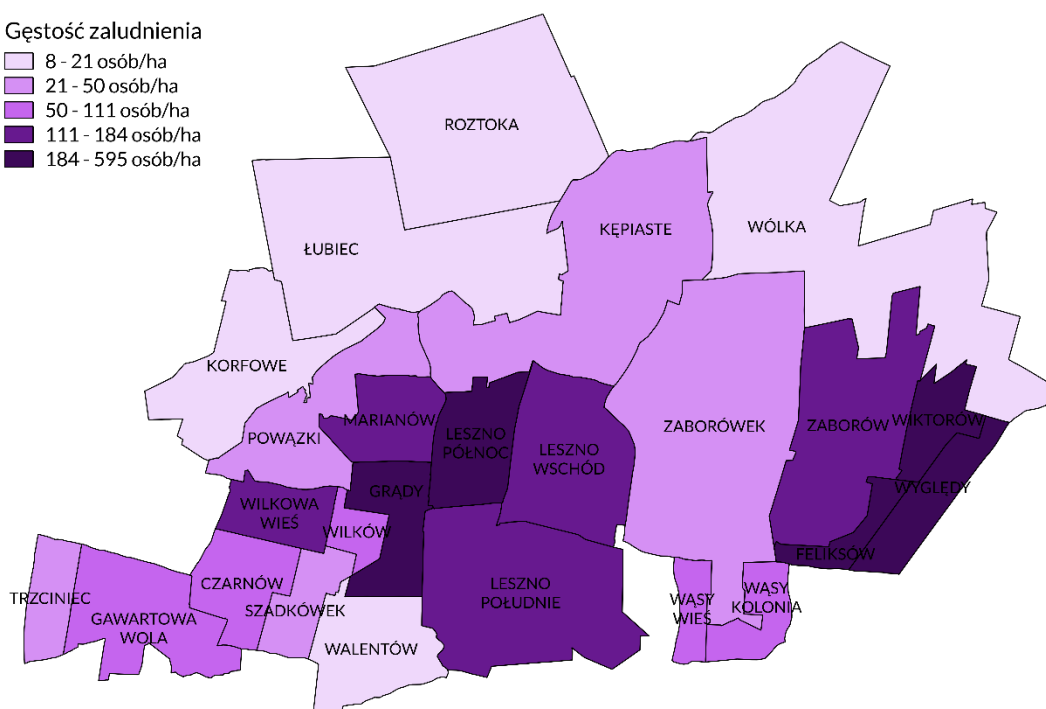 Gęstość zaludnienia
8 - 21 osób/ha
21 - 50 osób/ha
50 - 111 osób/ha
111 - 184 osób/ha
184 - 595 osób/ha
ROZTOKA
KĘPIASTE
WÓLKA
ŁUBIEC
KORFOWE
MARIANÓW
POWĄZKI
LESZNO
PÓŁNOC
LESZNO
WSCHÓD
ZABORÓWEK
ZABORÓW
WIKTORÓW
GRĄDY
WYGLĘDY
WILKOWA
WIEŚ
WILKÓW
FELIKSÓW
TRZCINIEC
GAWARTOWA
WOLA
CZARNÓW
SZADKÓWEK
WALENTÓW
LESZNO
POŁUDNIE
WĄSY
WIEŚ
WĄSY
KOLONIA